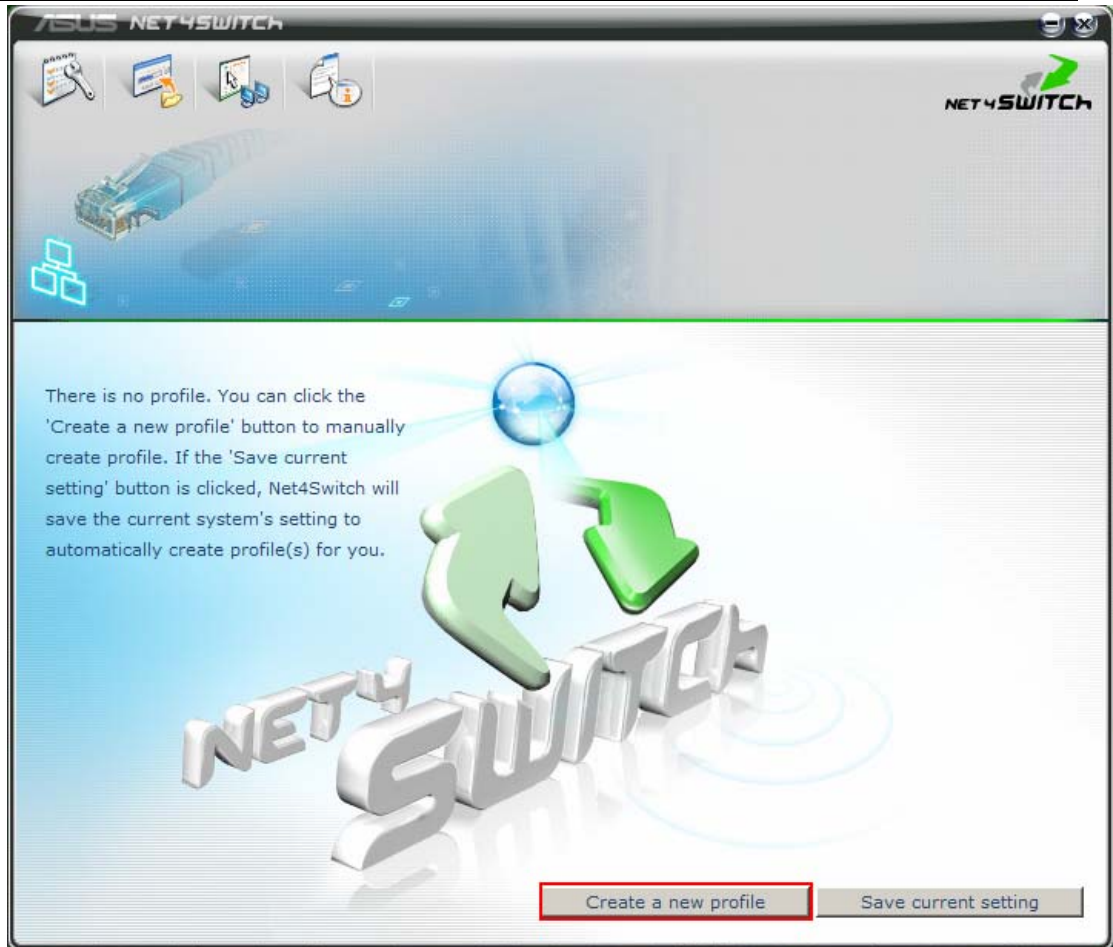 ASUS NET4SWITCH
NET4SWITCH
There is no profile. You can click the
'Create a new profile' button to manually
create profile. If the 'Save current
setting' button is clicked, Net4Switch will
save the current system's setting to
automatically create profile(s) for you.
NET4
SWITCH
Create a new profile
Save current setting